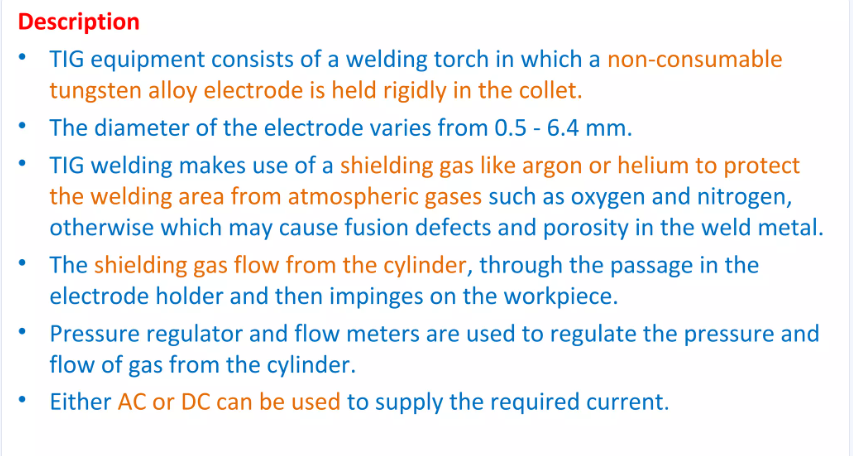 Description
• TIG equipment consists of a welding torch in which a non-consumable
tungsten alloy electrode is held rigidly in the collet.
• The diameter of the electrode varies from 0.5 - 6.4 mm.
• TIG welding makes use of a shielding gas like argon or helium to protect
the welding area from atmospheric gases such as oxygen and nitrogen,
otherwise which may cause fusion defects and porosity in the weld metal.
• The shielding gas flow from the cylinder, through the passage in the
electrode holder and then impinges on the workpiece.
• Pressure regulator and flow meters are used to regulate the pressure and
flow of gas from the cylinder.
• Either AC or DC can be used to supply the required current.